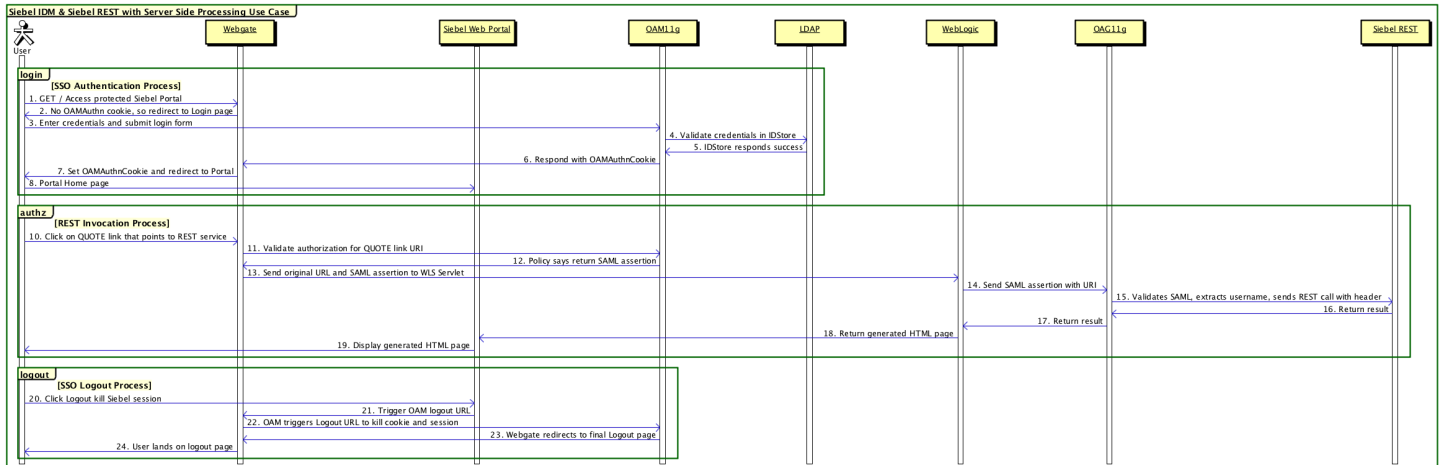 Siebel IDM & Siebel REST with Server Side Processing Use Case
User
Webgate
Siebel Web Portal
OAM11g
LDAP
WebLogic
OAG11g
Siebel REST
login
[SSO Authentication Process]
1. GET / Access protected Siebel Portal
2. No OAMAuthn cookie, so redirect to Login page
3. Enter credentials and submit login form
4. Validate credentials in IDStore
5. IDStore responds success
6. Respond with OAMAuthnCookie
7. Set OAMAuthnCookie and redirect to Portal
8. Portal Home page
authz
[REST Invocation Process]
10. Click on QUOTE link that points to REST service
11. Validate authorization for QUOTE link URI
12. Policy says return SAML assertion
13. Send original URL and SAML assertion to WLS Servlet
14. Send SAML assertion with URI
15. Validates SAML, extracts username, sends REST call with header
16. Return result
17. Return result
18. Return generated HTML page
19. Display generated HTML page
logout
[SSO Logout Process]
20. Click Logout kill Siebel session
21. Trigger OAM logout URL
22. OAM triggers Logout URL to kill cookie and session
23. Webgate redirects to final Logout page
24. User lands on logout page